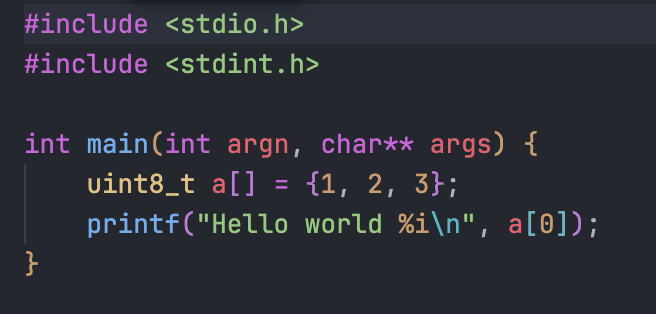 #include <stdio.h>
#include <stdint.h>

int main(int argn, char** args) {
    uint8_t a[] = {1, 2, 3};
    printf("Hello world %i\n", a[0]);
}